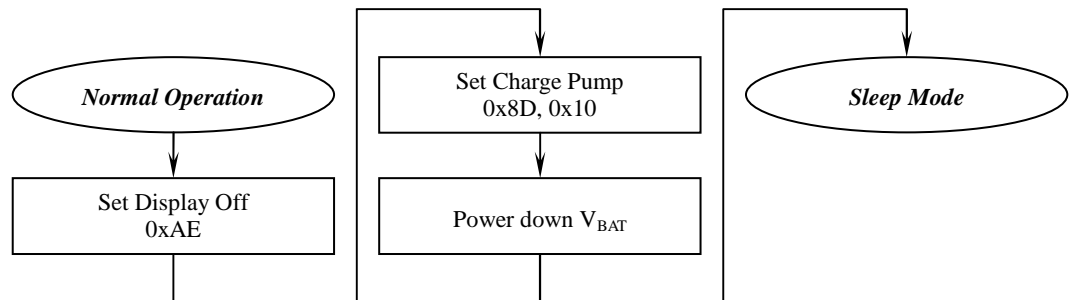 Normal Operation
Set Display Off
0xAE
Set Charge Pump
0x8D, 0x10
Power down VBAT
Sleep Mode